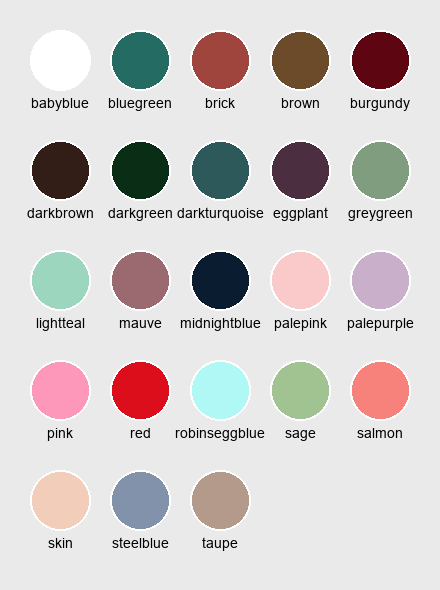 babyblue bluegreen brick brown burgundy
darkbrown darkgreen darkturquoise eggplant greygreen
lightteal mauve midnightblue palepink palepurple
pink red robinseggblue sage salmon
skin steelblue taupe